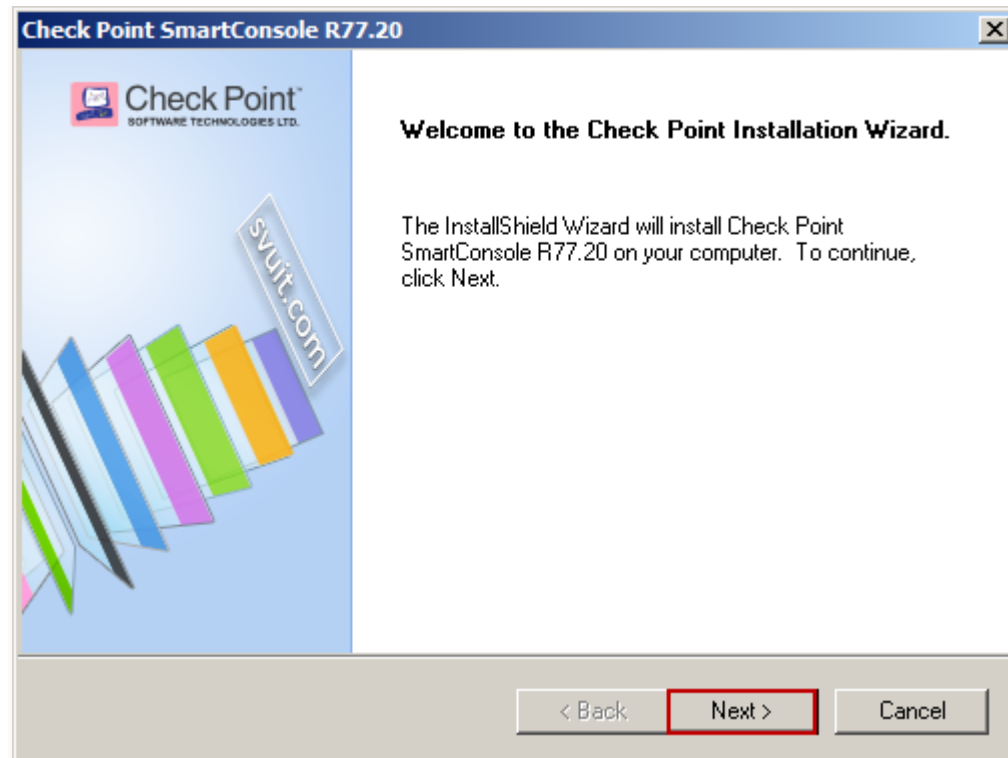 Check Point SmartConsole R77.20
Check Point™
SOFTWARE TECHNOLOGIES LTD.
svuit.com
Welcome to the Check Point Installation Wizard.
The InstallShield Wizard will install Check Point
SmartConsole R77.20 on your computer.  To continue,
click Next.
< Back
Next >
Cancel